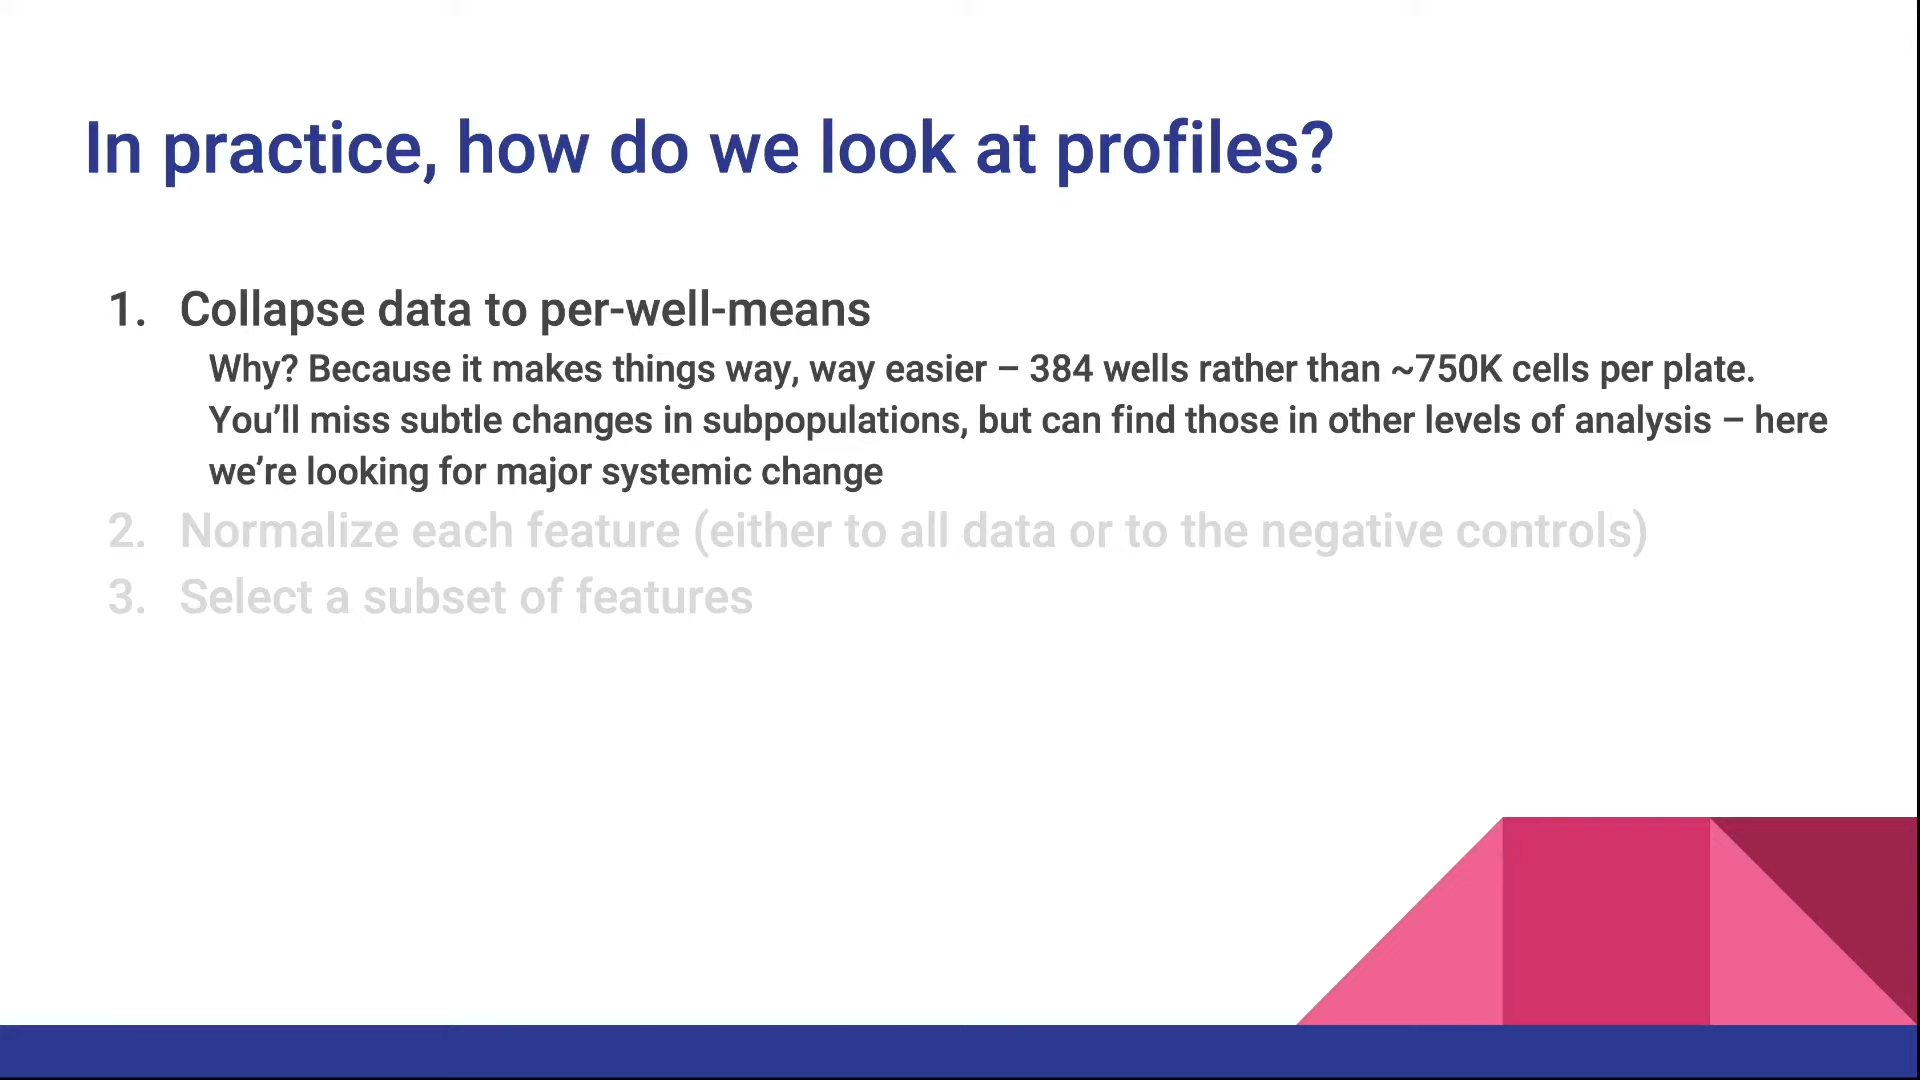 In practice, how do we look at profiles?
1. Collapse data to per-well-means
Why? Because it makes things way, way easier – 384 wells rather than ~750K cells per plate.
You’ll miss subtle changes in subpopulations, but can find those in other levels of analysis – here
we’re looking for major systemic change
2. Normalize each feature (either to all data or to the negative controls)
3. Select a subset of features